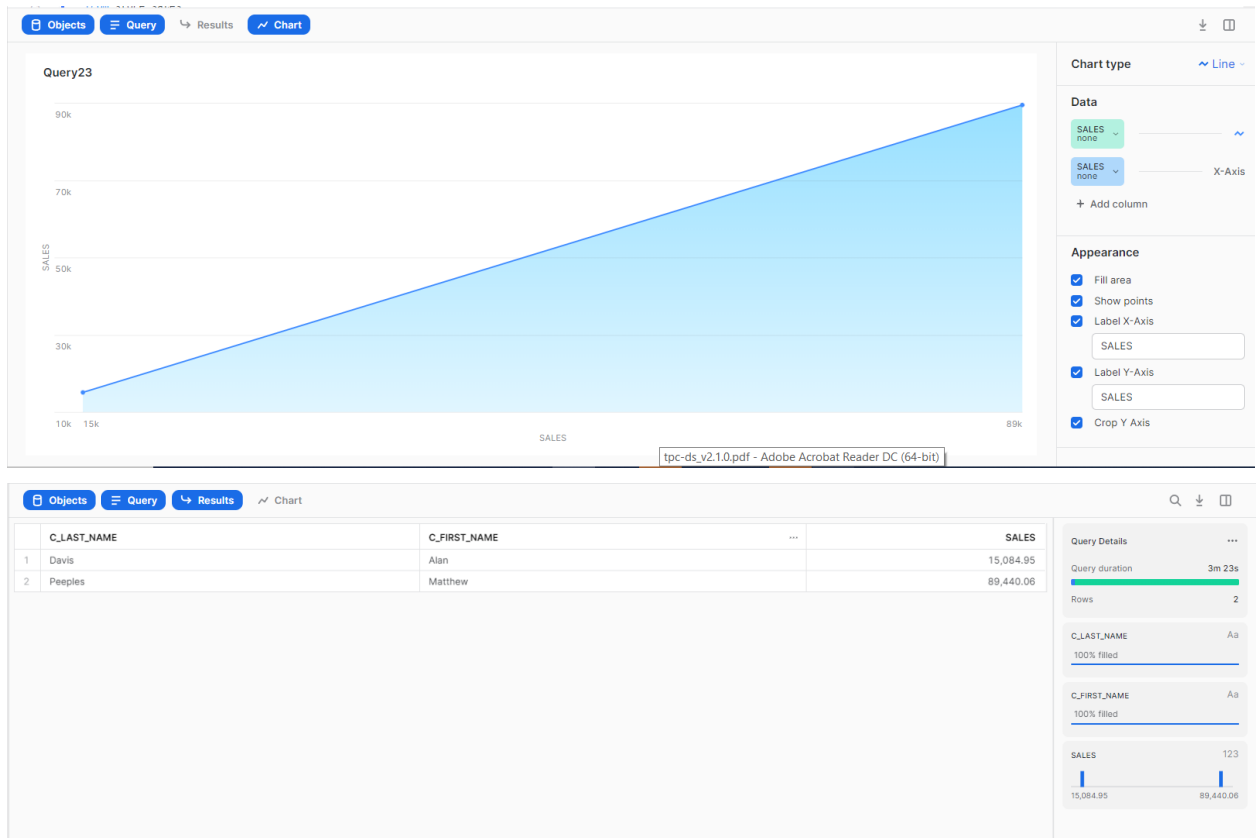 Objects Query Results Chart
Query23
Chart type Line
Data
SALES
none
SALES
none X-Axis
+ Add column
Appearance
Fill area
Show points
Label X-Axis
SALES
Label Y-Axis
SALES
Crop Y Axis
90k
70k
50k
30k
10k 15k 89k
SALES
SALES
tpc-ds_v2.1.0.pdf - Adobe Acrobat Reader DC (64-bit)
Objects Query Results Chart
C_LAST_NAME C_FIRST_NAME ... SALES
1 Davis Alan 15,084.95
2 Peeples Matthew 89,440.06
Query Details ...
Query duration 3m 23s
Rows 2
C_LAST_NAME Aa
100% filled
C_FIRST_NAME Aa
100% filled
SALES 123
15,084.95 89,440.06